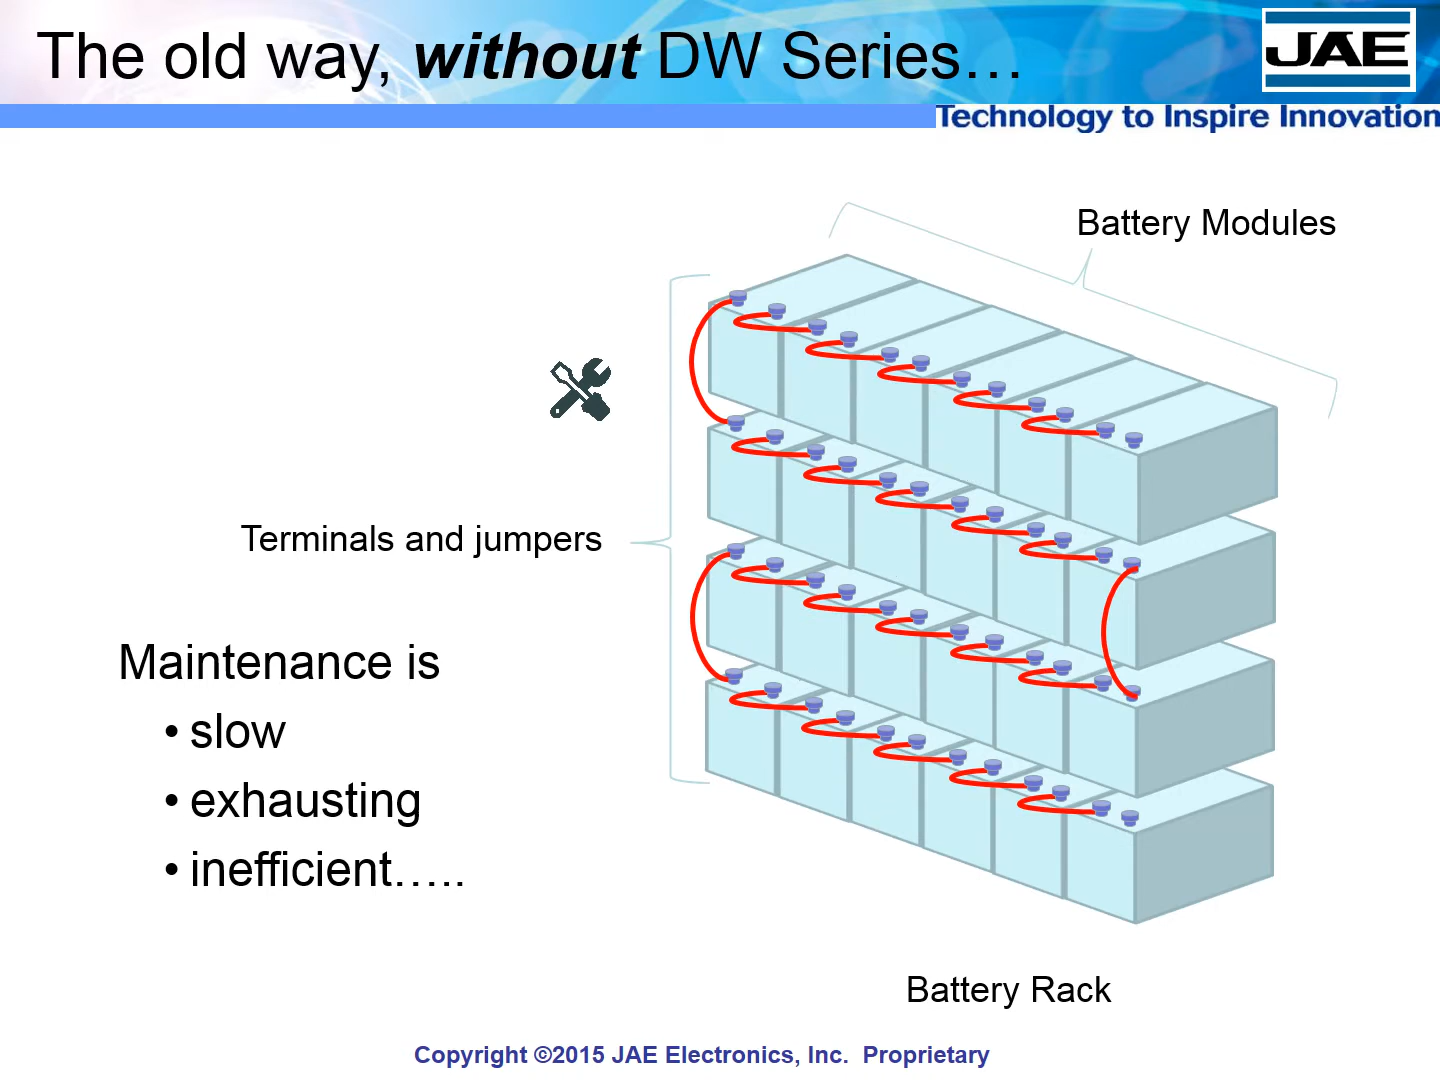 The old way, without DW Series…
JAE
Technology to Inspire Innovation
Battery Modules
Terminals and jumpers
Maintenance is
• slow
• exhausting
• inefficient…..
Battery Rack
Copyright ©2015 JAE Electronics, Inc.  Proprietary